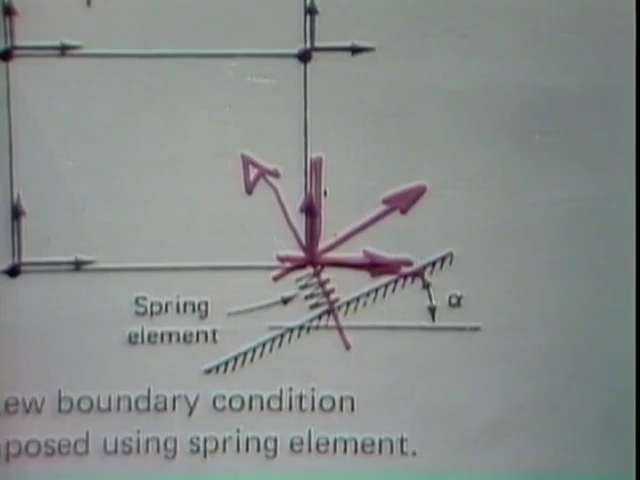 Spring
element
α
ew boundary condition
posed using spring element.